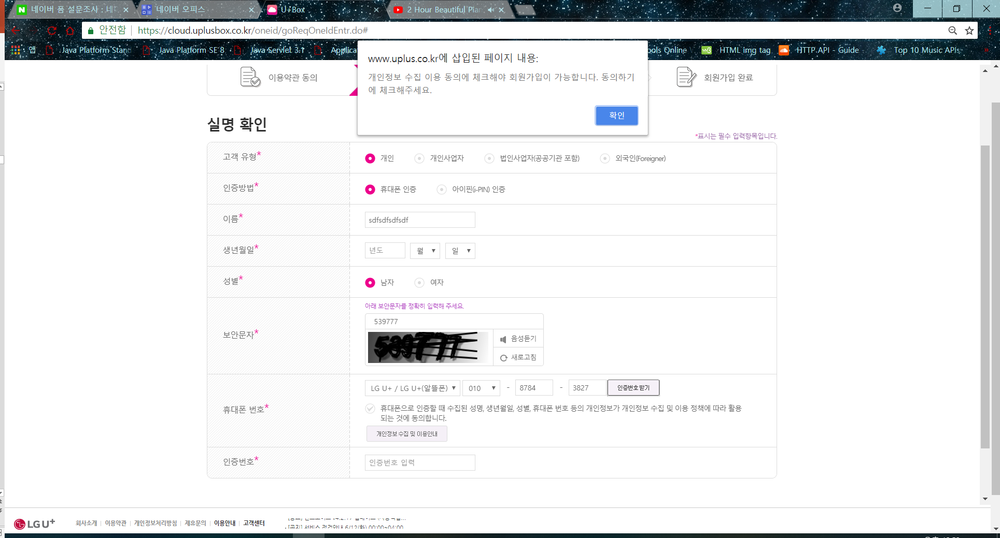 네이버 폼 설문조사 : 네
네이버 오피스
U+Box
2 Hour Beautiful Pian
안전함
https://cloud.uplusbox.co.kr/oneid/goReqOneIdEntr.do#
앱
Java Platform Stand
Java Platform SE 8
Java Servlet 3.1
Applica
ools Online
HTML img tag
HTTP API - Guide
Top 10 Music APIs
www.uplus.co.kr에 삽입된 페이지 내용:
개인정보 수집 이용 동의에 체크해야 회원가입이 가능합니다. 동의하기
에 체크해주세요.
확인
이용약관 동의
회원가입 완료
실명 확인
*표시는 필수 입력항목입니다.
고객 유형*
개인
개인사업자
법인사업자(공공기관 포함)
외국인(Foreigner)
인증방법*
휴대폰 인증
아이핀(i-PIN) 인증
이름*
sdfsdfsdfsdf
생년월일*
년도
월
일
성별*
남자
여자
아래 보안문자를 정확히 입력해 주세요.
보안문자*
539777
539777
음성듣기
새로고침
휴대폰 번호*
LG U+ / LG U+(알뜰폰)
010
-
8784
-
3827
인증번호 받기
휴대폰으로 인증할 때 수집된 성명, 생년월일, 성별, 휴대폰 번호 등의 개인정보가 개인정보 수집 및 이용 정책에 따라 활용
되는 것에 동의합니다.
개인정보 수집 및 이용안내
인증번호*
인증번호 입력
LG U+
회사소개
이용약관
개인정보처리방침
제휴문의
이용안내
고객센터
[공지] 서비스 점검안내 6/12(화) 00:00~04:00